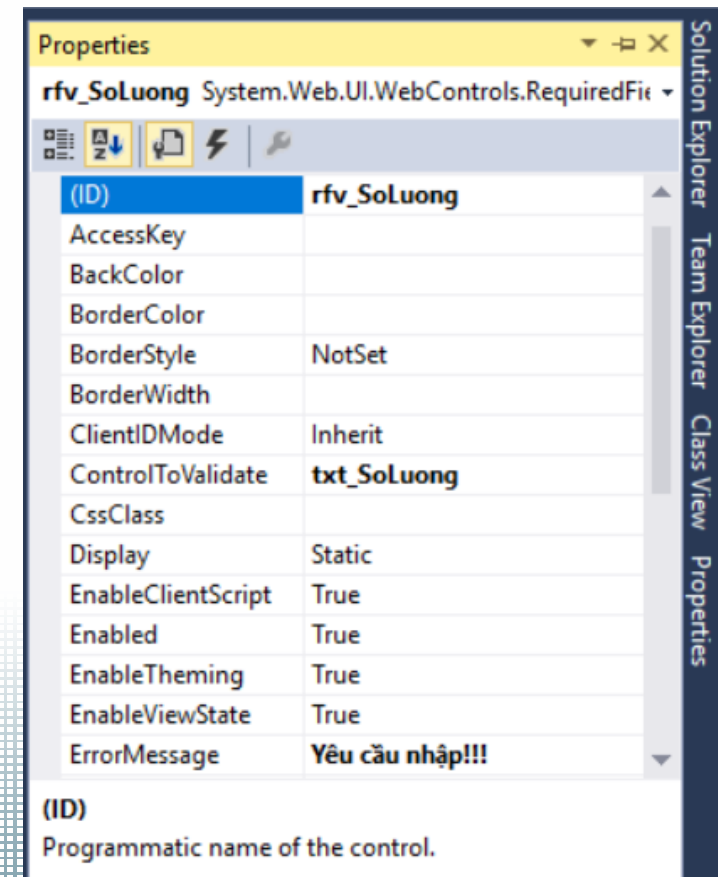 Properties
rfv_SoLuong System.Web.UI.WebControls.RequiredFie
(ID) rfv_SoLuong
AccessKey
BackColor
BorderColor
BorderStyle NotSet
BorderWidth
ClientIDMode Inherit
ControlToValidate txt_SoLuong
CssClass
Display Static
EnableClientScript True
Enabled True
EnableTheming True
EnableViewState True
ErrorMessage Yêu cầu nhập!!!
(ID)
Programmatic name of the control.
Solution Explorer
Team Explorer
Class View
Properties